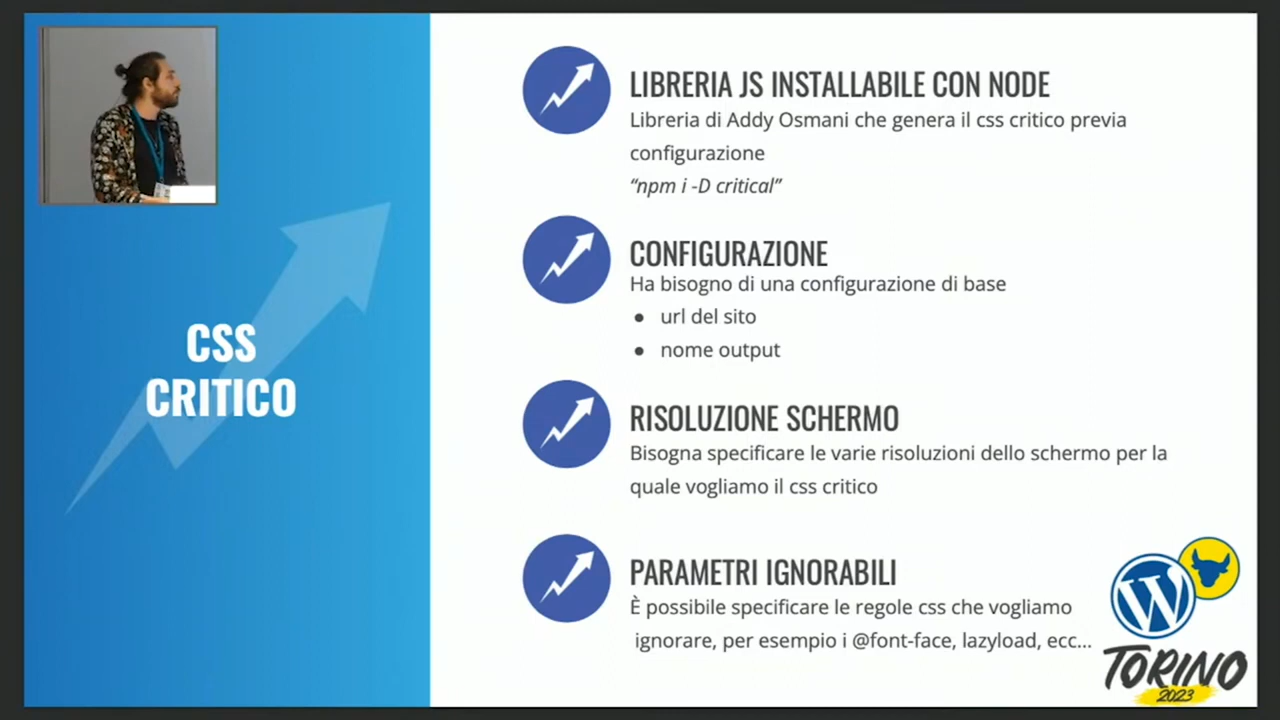 CSS
CRITICO
LIBRERIA JS INSTALLABILE CON NODE
Libreria di Addy Osmani che genera il css critico previa
configurazione
“npm i -D critical”
CONFIGURAZIONE
Ha bisogno di una configurazione di base
● url del sito
● nome output
RISOLUZIONE SCHERMO
Bisogna specificare le varie risoluzioni dello schermo per la
quale vogliamo il css critico
PARAMETRI IGNORABILI
È possibile specificare le regole css che vogliamo
ignorare, per esempio i @font-face, lazyload, ecc...
W
TORINO
2023